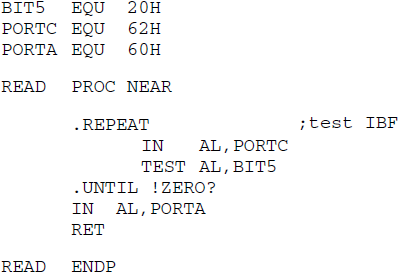 BIT5 EQU 20H
PORTC EQU 62H
PORTA EQU 60H
READ PROC NEAR
.REPEAT ;test IBF
IN AL,PORTC
TEST AL,BIT5
.UNTIL !ZERO?
IN AL,PORTA
RET
READ ENDP